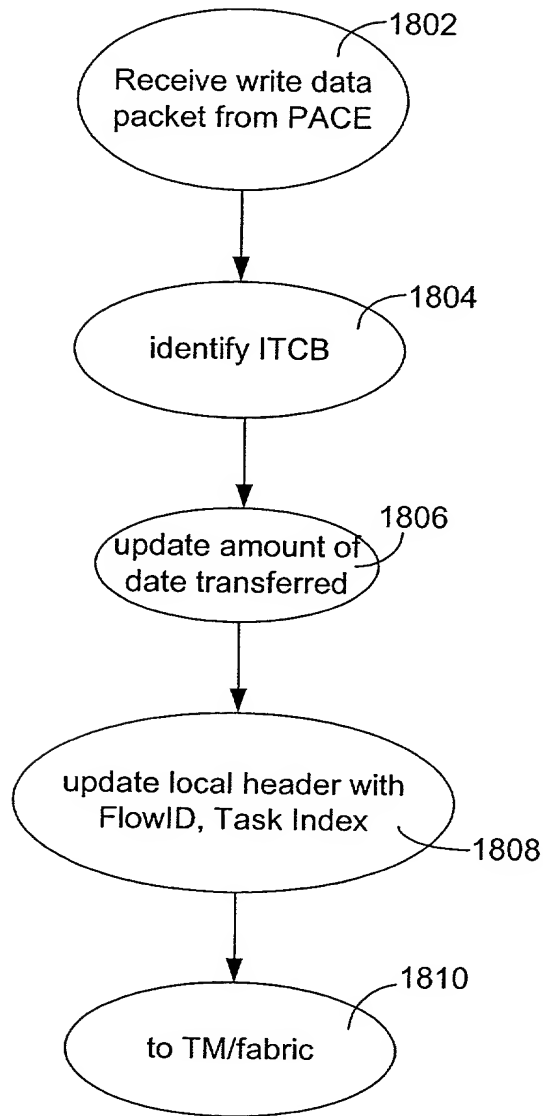 1802
Receive write data
packet from PACE
1804
identify ITCB
1806
update amount of
date transferred
update local header with
FlowID, Task Index
1808
1810
to TM/fabric